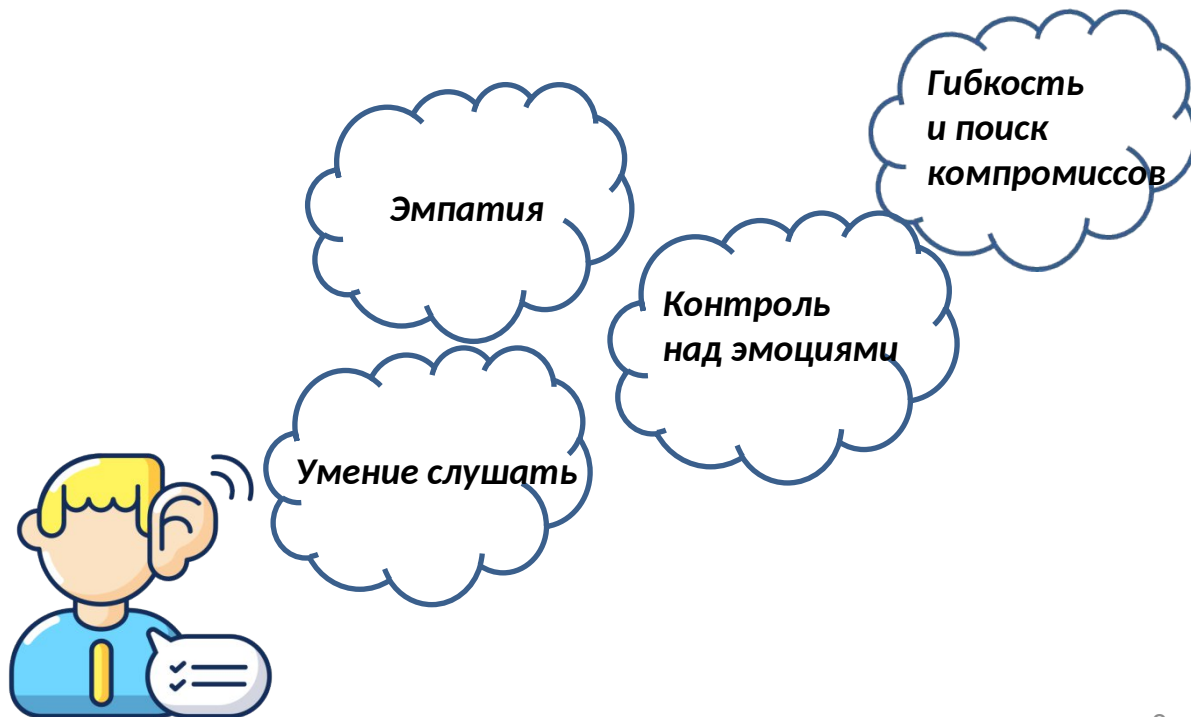 Гибкость
и поиск
компромиссов
Эмпатия
Контроль
над эмоциями
Умение слушать